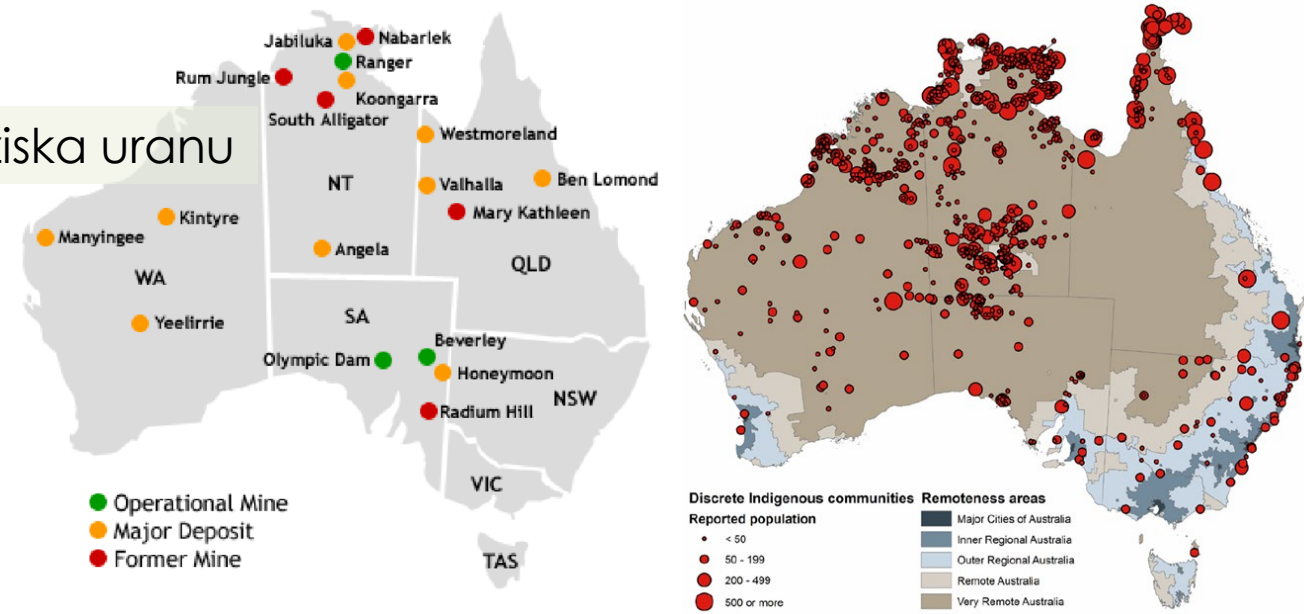 Jabiluka
Nabarlek
Ranger
Rum Jungle
Koongarra
South Alligator
uranu
Westmoreland
NT
Valhalla
Ben Lomond
Mary Kathleen
Kintyre
Manyingee
Angela
WA
QLD
SA
Yeelirrie
Beverley
Olympic Dam
Honeymoon
NSW
Radium Hill
VIC
Operational Mine
Major Deposit
Former Mine
TAS
Discrete Indigenous communities
Reported population
< 50
50 - 199
200 - 499
500 or more
Remoteness areas
Major Cities of Australia
Inner Regional Australia
Outer Regional Australia
Remote Australia
Very Remote Australia